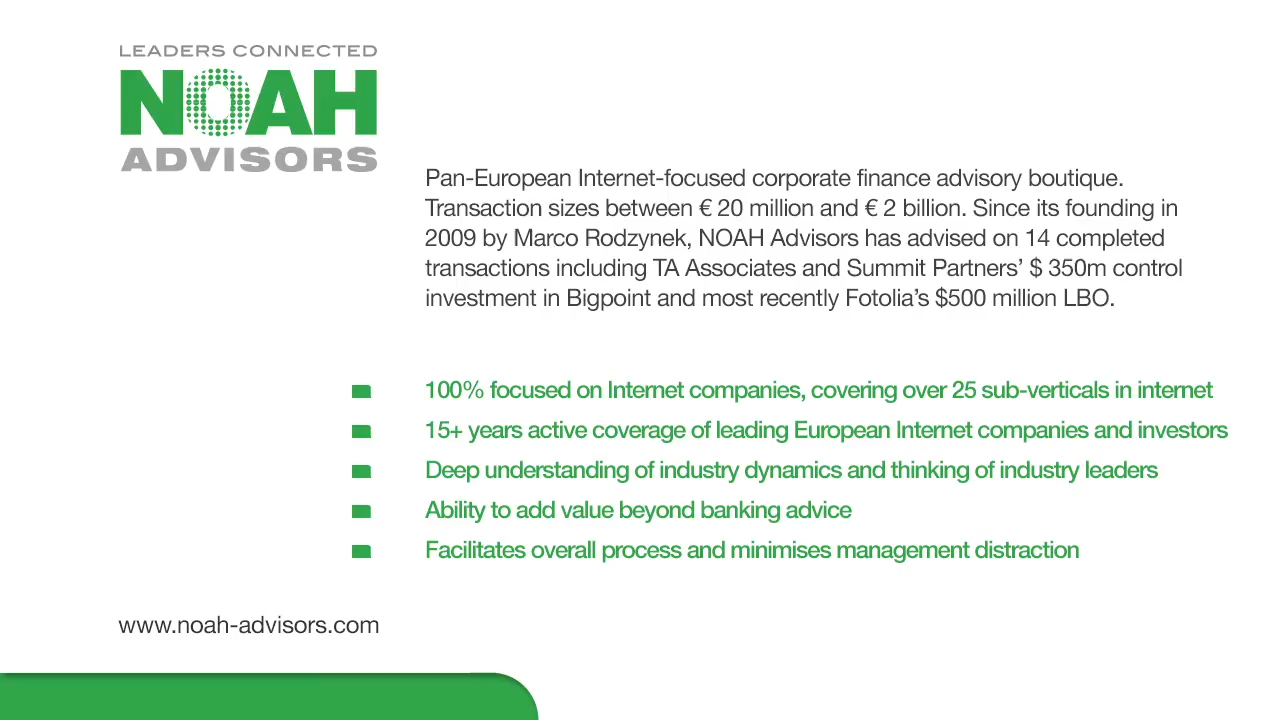 LEADERS CONNECTED
NOAH
ADVISORS
Pan-European Internet-focused corporate finance advisory boutique.
Transaction sizes between € 20 million and € 2 billion. Since its founding in
2009 by Marco Rodzynek, NOAH Advisors has advised on 14 completed
transactions including TA Associates and Summit Partners’ $ 350m control
investment in Bigpoint and most recently Fotolia’s $500 million LBO.
100% focused on Internet companies, covering over 25 sub-verticals in internet
15+ years active coverage of leading European Internet companies and investors
Deep understanding of industry dynamics and thinking of industry leaders
Ability to add value beyond banking advice
Facilitates overall process and minimises management distraction
www.noah-advisors.com